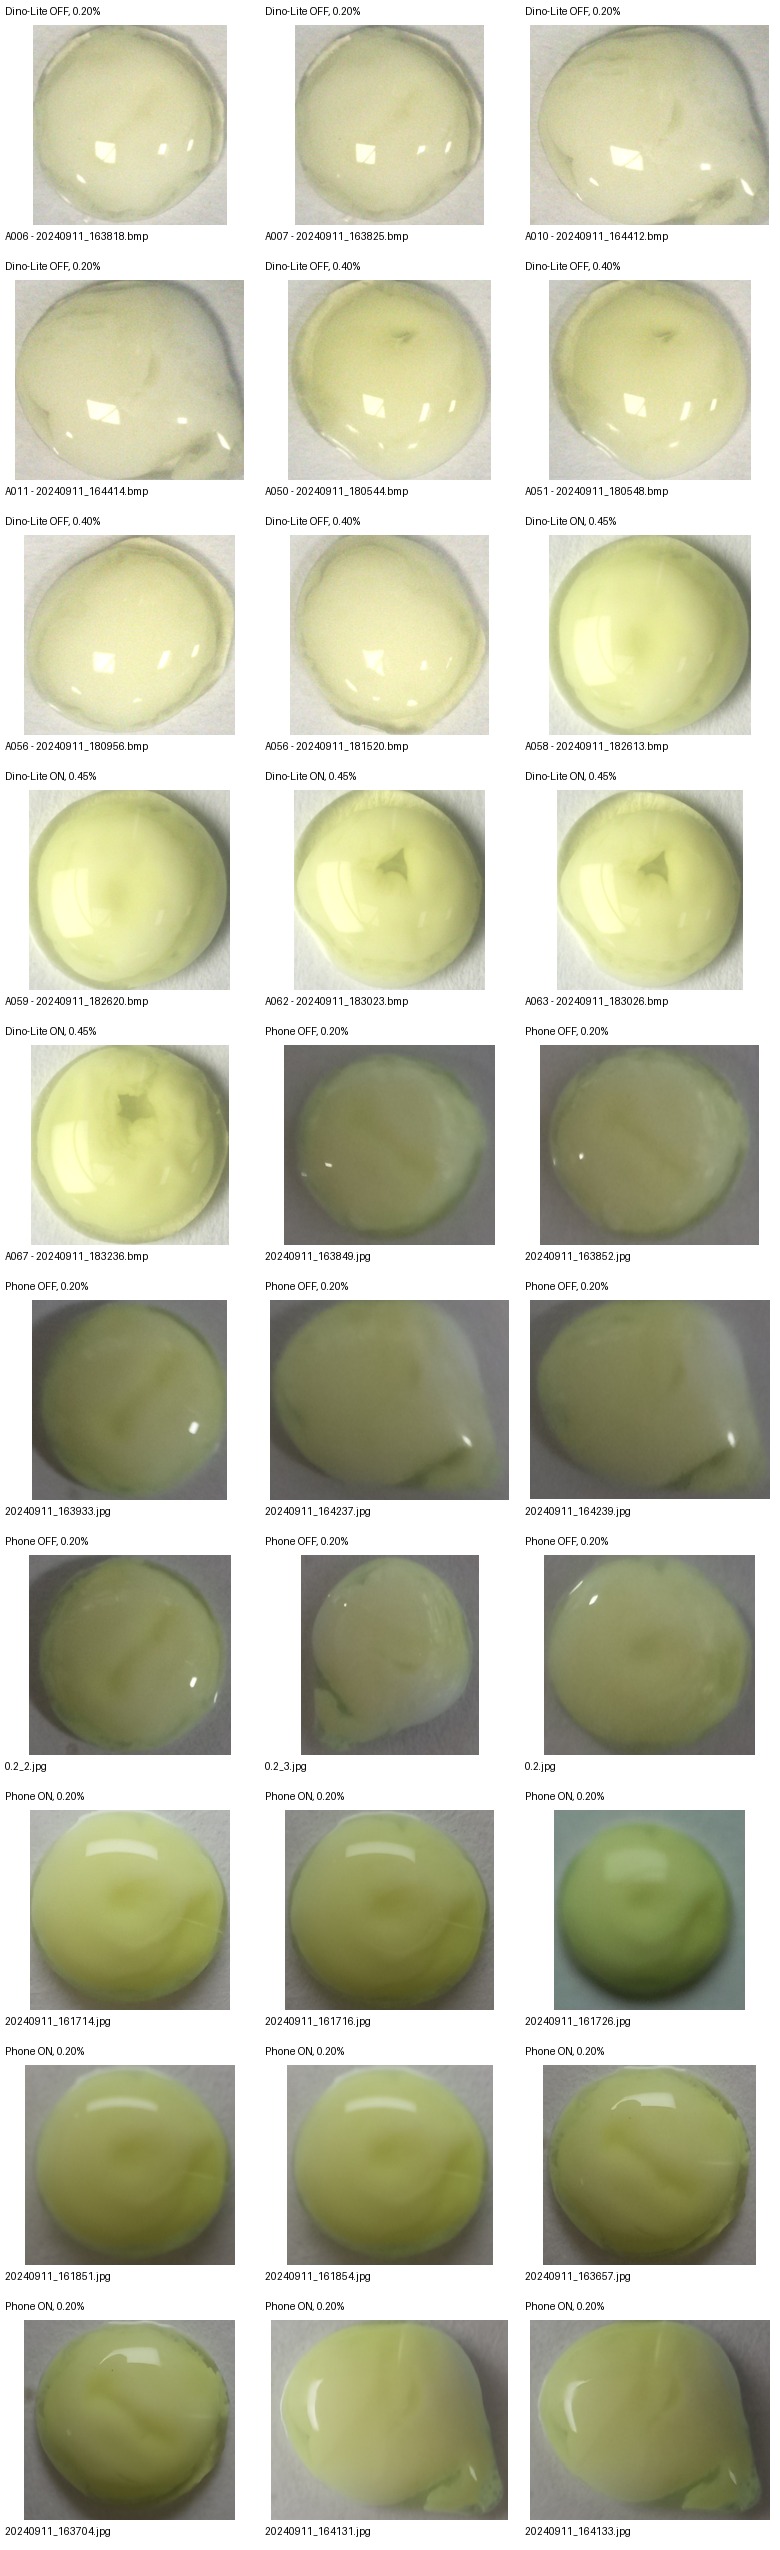 Dino-Lite OFF, 0.20%
Dino-Lite OFF, 0.20%
Dino-Lite OFF, 0.20%
A006 - 20240911_163818.bmp
A007 - 20240911_163825.bmp
A010 - 20240911_164412.bmp
Dino-Lite OFF, 0.20%
Dino-Lite OFF, 0.40%
Dino-Lite OFF, 0.40%
A011 - 20240911_164414.bmp
A050 - 20240911_180544.bmp
A051 - 20240911_180548.bmp
Dino-Lite OFF, 0.40%
Dino-Lite OFF, 0.40%
Dino-Lite ON, 0.45%
A056 - 20240911_180956.bmp
A056 - 20240911_181520.bmp
A058 - 20240911_182613.bmp
Dino-Lite ON, 0.45%
Dino-Lite ON, 0.45%
Dino-Lite ON, 0.45%
A059 - 20240911_182620.bmp
A062 - 20240911_183023.bmp
A063 - 20240911_183026.bmp
Dino-Lite ON, 0.45%
Phone OFF, 0.20%
Phone OFF, 0.20%
A067 - 20240911_183236.bmp
20240911_163849.jpg
20240911_163852.jpg
Phone OFF, 0.20%
Phone OFF, 0.20%
Phone OFF, 0.20%
20240911_163933.jpg
20240911_164237.jpg
20240911_164239.jpg
Phone OFF, 0.20%
Phone OFF, 0.20%
Phone OFF, 0.20%
0.2_2.jpg
0.2_3.jpg
0.2.jpg
Phone ON, 0.20%
Phone ON, 0.20%
Phone ON, 0.20%
20240911_161714.jpg
20240911_161716.jpg
20240911_161726.jpg
Phone ON, 0.20%
Phone ON, 0.20%
Phone ON, 0.20%
20240911_161851.jpg
20240911_161854.jpg
20240911_163657.jpg
Phone ON, 0.20%
Phone ON, 0.20%
Phone ON, 0.20%
20240911_163704.jpg
20240911_164131.jpg
20240911_164133.jpg